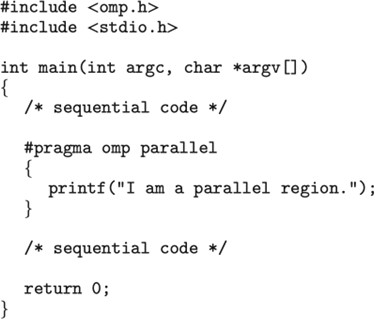 #include <omp.h>
#include <stdio.h>
int main(int argc, char *argv[])
{
/* sequential code */
#pragma omp parallel
{
printf("I am a parallel region.");
}
/* sequential code */
return 0;
}